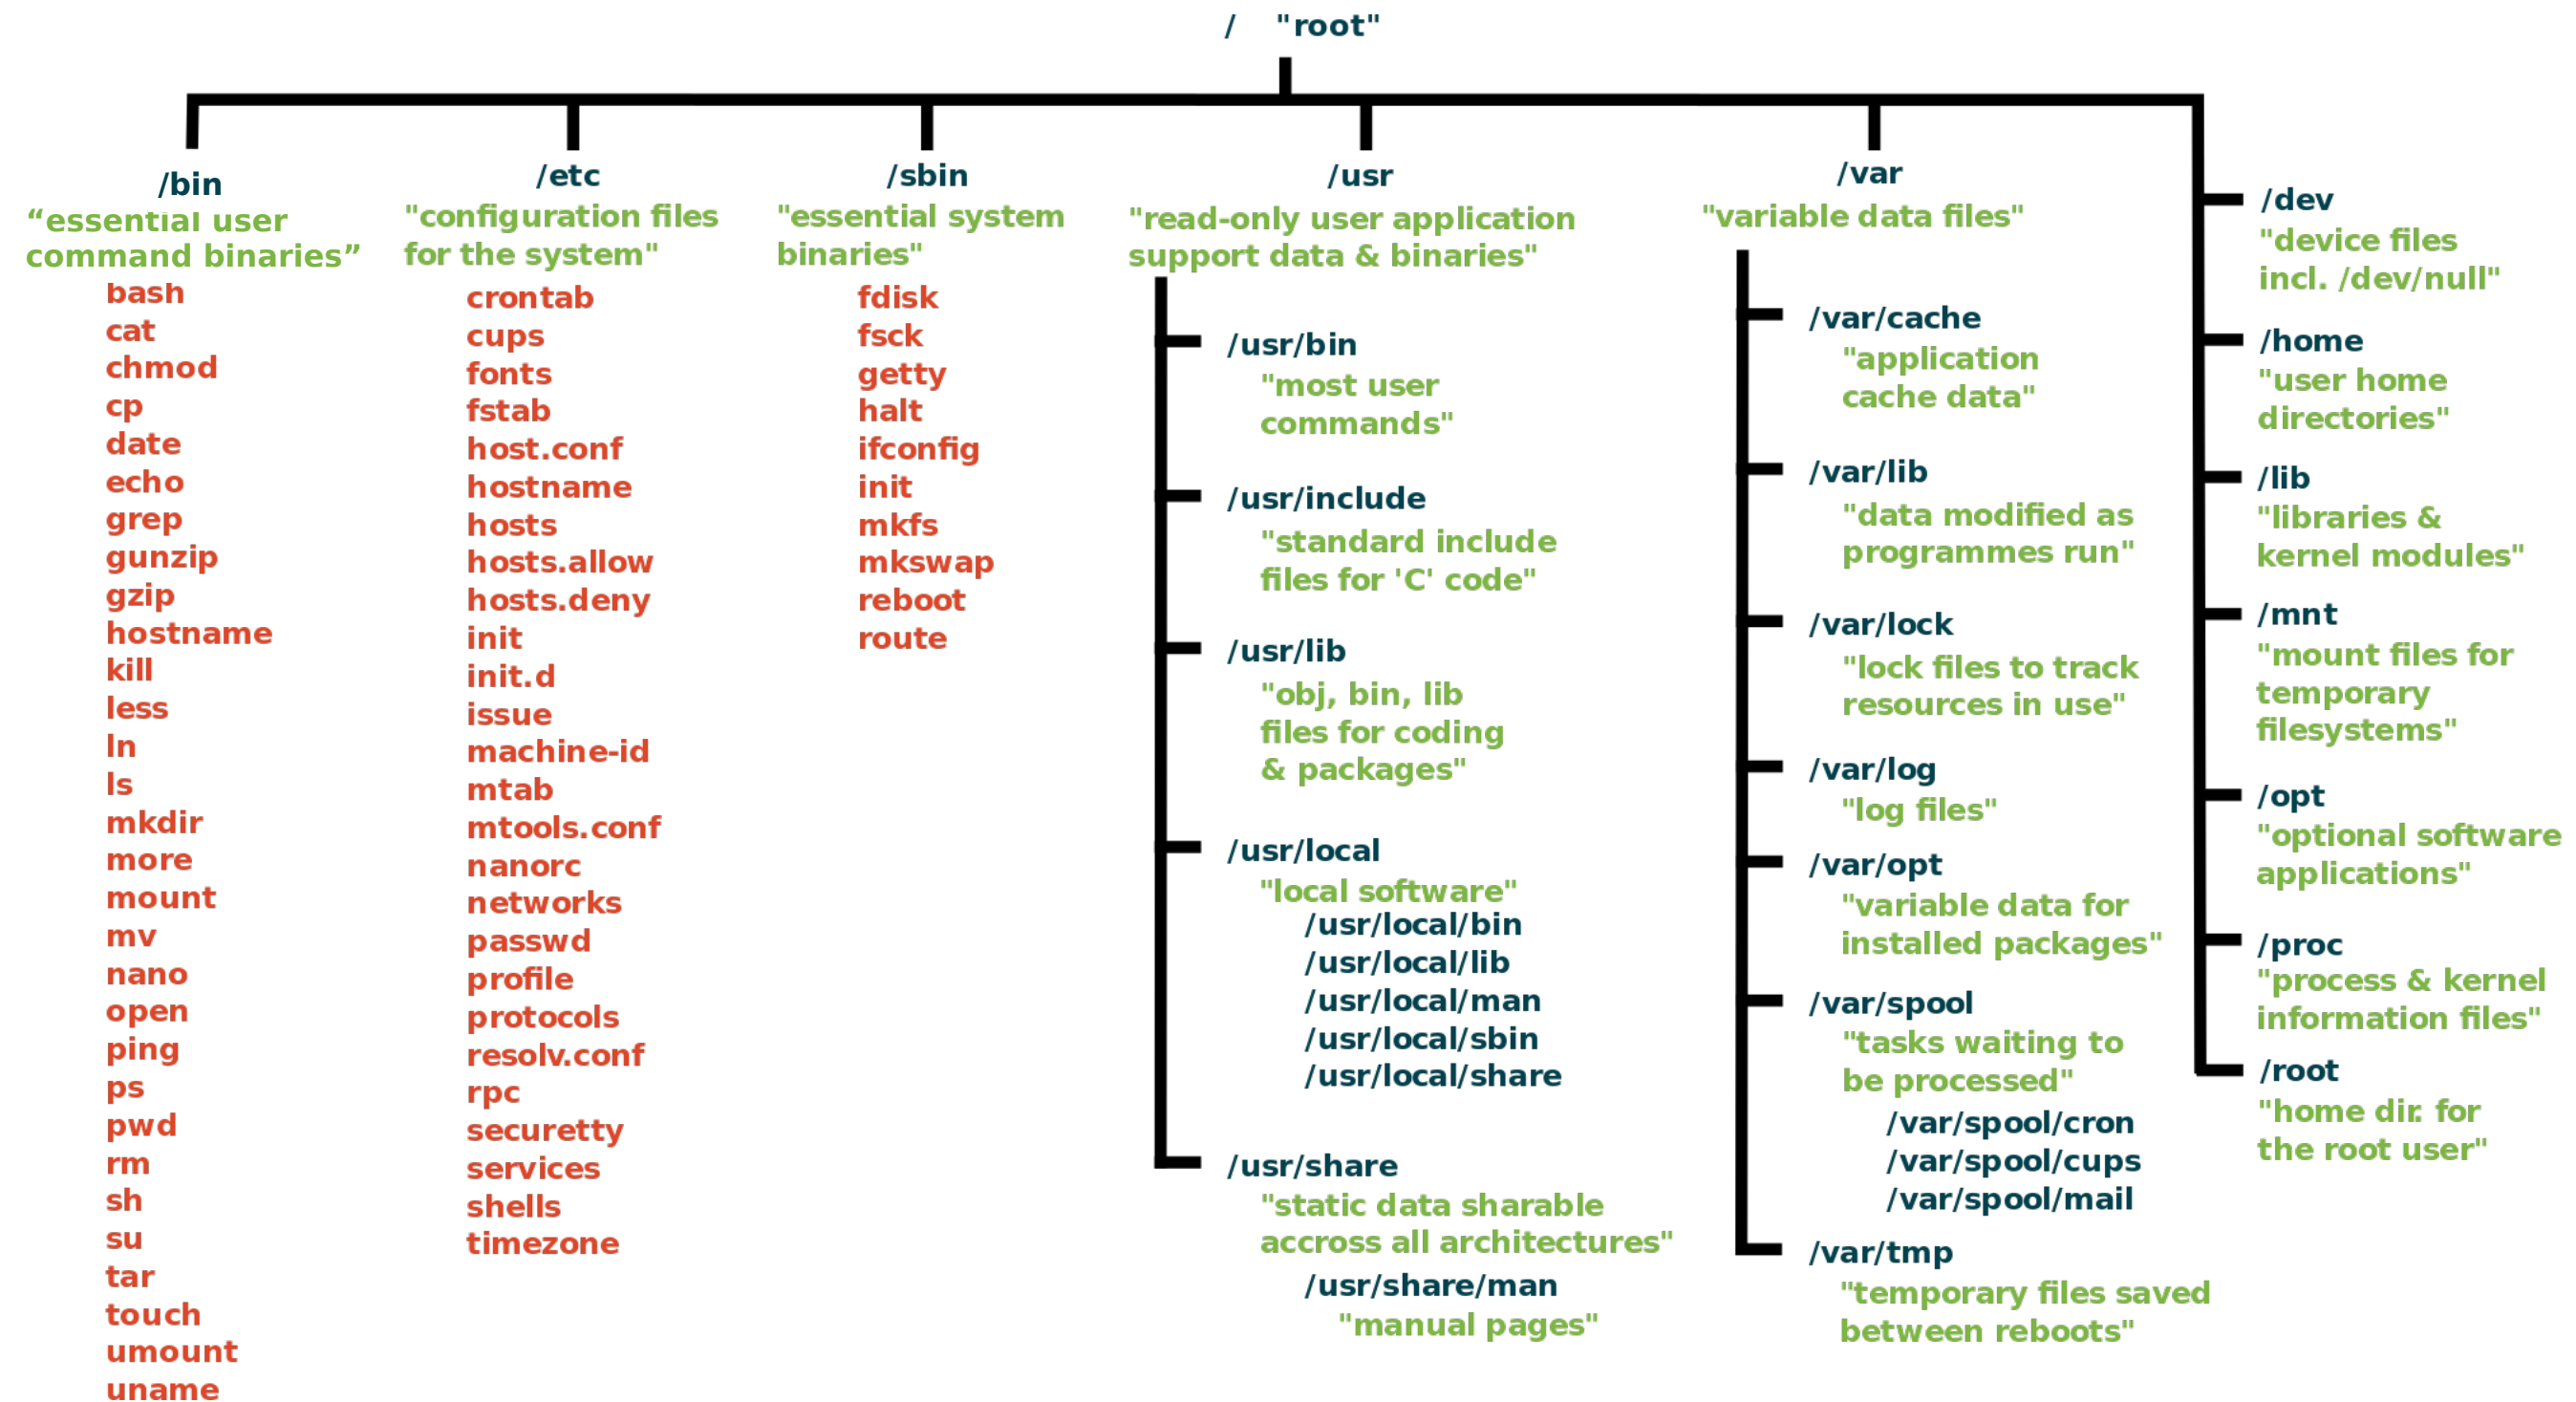 / "root"
/bin
“essential user
command binaries”
bash
cat
chmod
cp
date
echo
grep
gunzip
gzip
hostname
kill
less
ln
ls
mkdir
more
mount
mv
nano
open
ping
ps
pwd
rm
sh
su
tar
touch
umount
uname
/etc
"configuration files
for the system"
crontab
cups
fonts
fstab
host.conf
hostname
hosts
hosts.allow
hosts.deny
init
init.d
issue
machine-id
mtab
mtools.conf
nanorc
networks
passwd
profile
protocols
resolv.conf
rpc
securetty
services
shells
timezone
/sbin
"essential system
binaries"
fdisk
fsck
getty
halt
ifconfig
init
mkfs
mkswap
reboot
route
/usr
"read-only user application
support data & binaries"
/usr/bin
"most user
commands"
/usr/include
"standard include
files for 'C' code"
/usr/lib
"obj, bin, lib
files for coding
& packages"
/usr/local
"local software"
/usr/local/bin
/usr/local/lib
/usr/local/man
/usr/local/sbin
/usr/local/share
/usr/share
"static data sharable
accross all architectures"
/usr/share/man
"manual pages"
/var
"variable data files"
/var/cache
"application
cache data"
/var/lib
"data modified as
programmes run"
/var/lock
"lock files to track
resources in use"
/var/log
"log files"
/var/opt
"variable data for
installed packages"
/var/spool
"tasks waiting to
be processed"
/var/spool/cron
/var/spool/cups
/var/spool/mail
/var/tmp
"temporary files saved
between reboots"
/dev
"device files
incl. /dev/null"
/home
"user home
directories"
/lib
"libraries &
kernel modules"
/mnt
"mount files for
temporary
filesystems"
/opt
"optional software
applications"
/proc
"process & kernel
information files"
/root
"home dir. for
the root user"